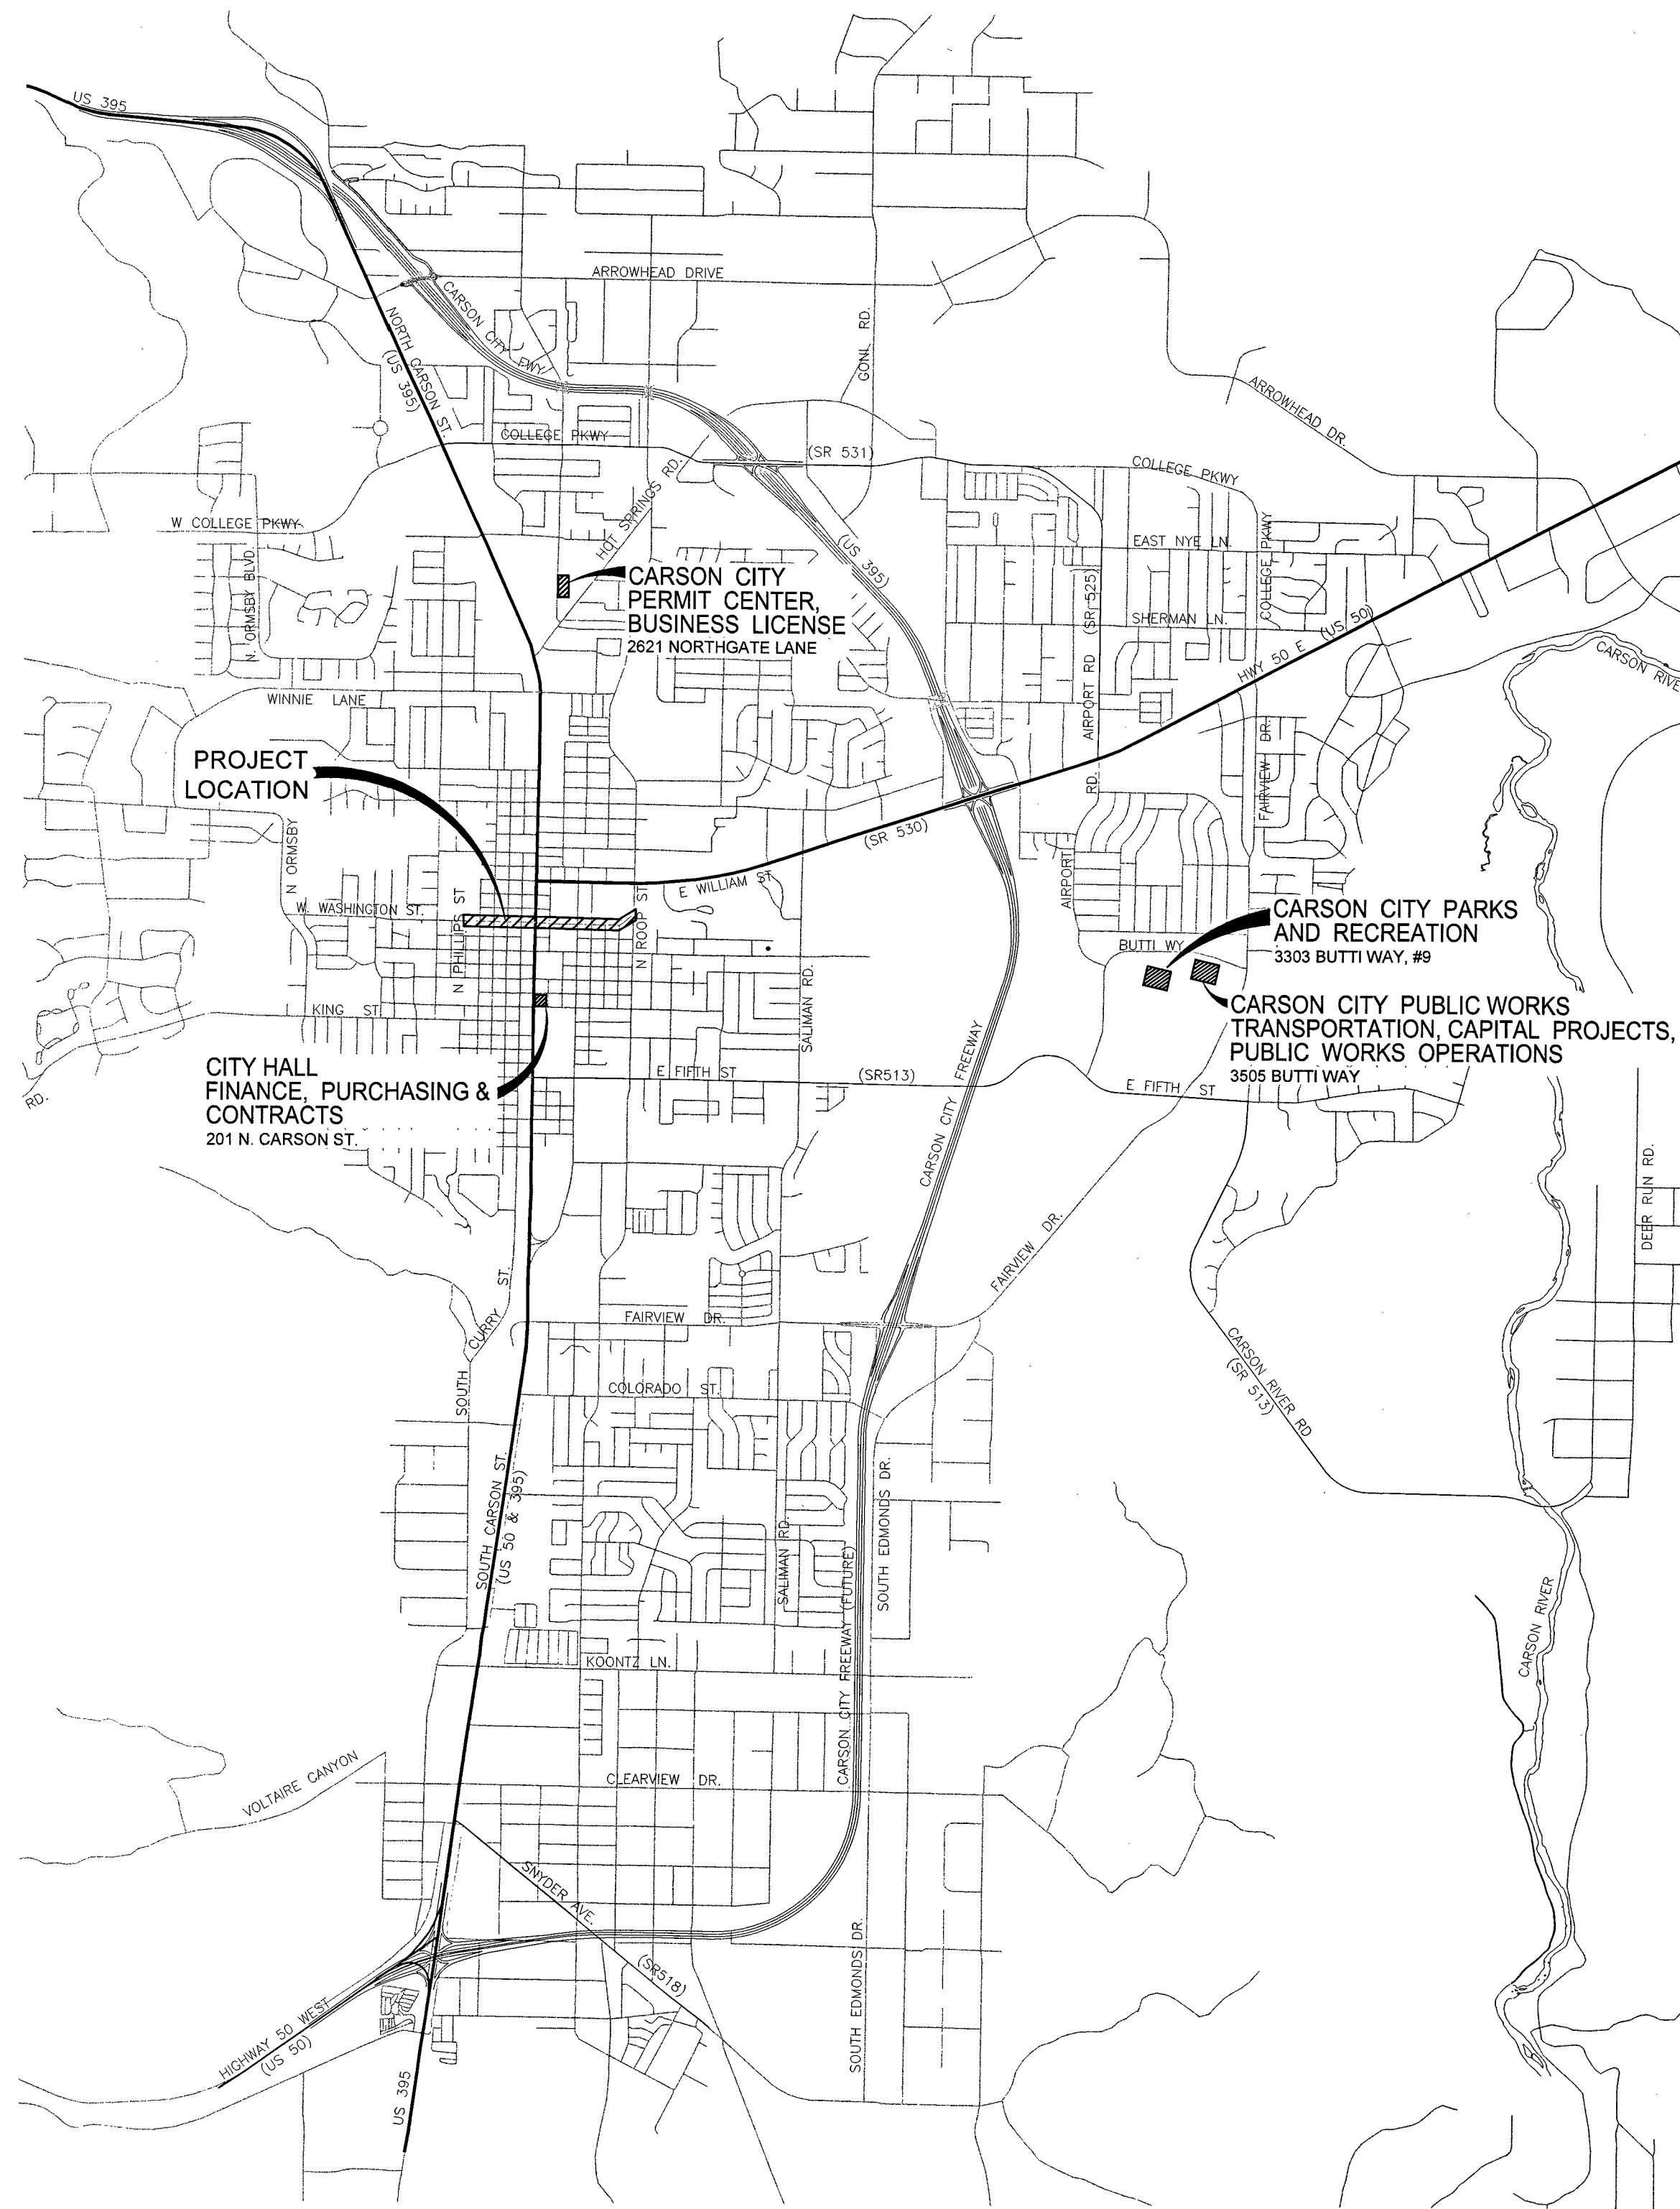 US 395
ARROWHEAD DRIVE
CARSON CITY FWY
NORTH CARSON ST.
(US 395)
GONI RD.
ARROWHEAD DR.
COLLEGE PKWY
(SR 531)
COLLEGE PKWY
HOT SPRINGS RD.
W COLLEGE PKWY
(US 395)
EAST NYE LN.
COLLEGE PKWY
N. ORMSBY BLVD.
CARSON CITY
PERMIT CENTER,
BUSINESS LICENSE
2621 NORTHGATE LANE
AIRPORT RD (SR 525)
SHERMAN LN.
HWY 50 E (US 50)
CARSON RIVE
WINNIE LANE
PROJECT
LOCATION
AIRPORT RD.
FAIRVIEW DR.
(SR 530)
N ORMSBY
E WILLIAM ST.
W. WASHINGTON ST.
N PHILLIPS ST
N ROOP ST
CARSON CITY PARKS
AND RECREATION
3303 BUTTI WAY, #9
BUTTI WY
SALIMAN RD.
KING ST.
CARSON CITY PUBLIC WORKS
TRANSPORTATION, CAPITAL PROJECTS,
PUBLIC WORKS OPERATIONS
3505 BUTTI WAY
CITY HALL
FINANCE, PURCHASING &
CONTRACTS
201 N. CARSON ST.
RD.
E FIFTH ST
(SR513)
E FIFTH ST
CARSON CITY FREEWAY
DEER RUN RD.
FAIRVIEW DR.
SOUTH CURRY ST.
FAIRVIEW DR.
CARSON RIVER RD
(SR 513)
COLORADO ST.
SOUTH CARSON ST.
(US 50 & 395)
SALIMAN RD.
CARSON CITY FREEWAY (FUTURE)
SOUTH EDMONDS DR.
CARSON RIVER
KOONTZ LN.
VOLTAIRE CANYON
CLEARVIEW DR.
SNYDER AVE.
(SR518)
SOUTH EDMONDS DR.
HIGHWAY 50 WEST
(US 50)
US 395